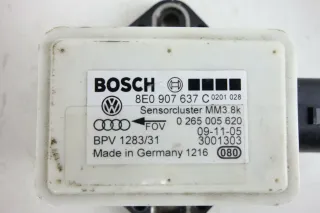 BOSCH
8E0 907 637 C 0201 028
Sensorcluster MM3.8k
FOV 0 265 005 620
09-11-05
BPV 1283/31 3001303
Made in Germany 1216 080